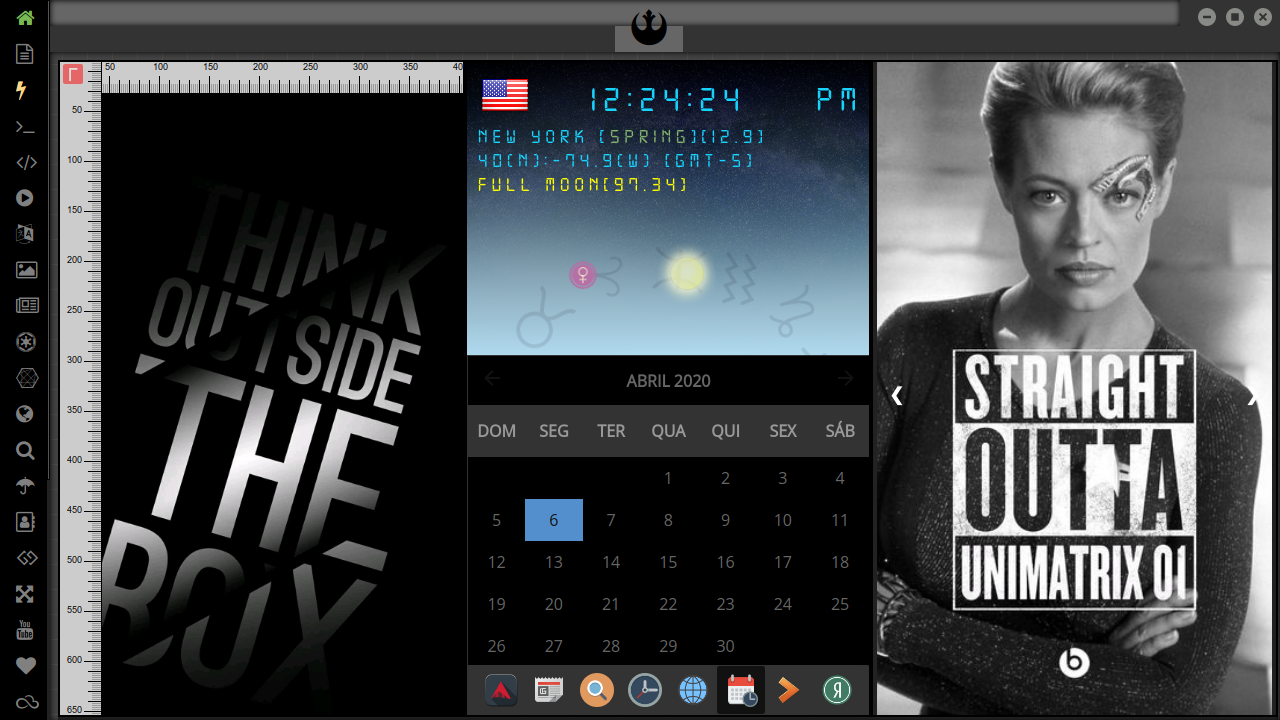 50 100 150 200 250 300 350 40
50
100
150
200
250
300
350
400
450
500
550
600
650
THINK
OUTSIDE
THE
BOX
12:24:24 PM
NEW YORK [SPRING][12.9]
40(N):-74.9(W) [GMT-5]
FULL MOON[97.34]
ABRIL 2020
DOM SEG TER QUA QUI SEX SÁB
1 2 3 4
5 6 7 8 9 10 11
12 13 14 15 16 17 18
19 20 21 22 23 24 25
26 27 28 29 30
STRAIGHT
OUTTA
UNIMATRIX 01
b
You
Tube
Я